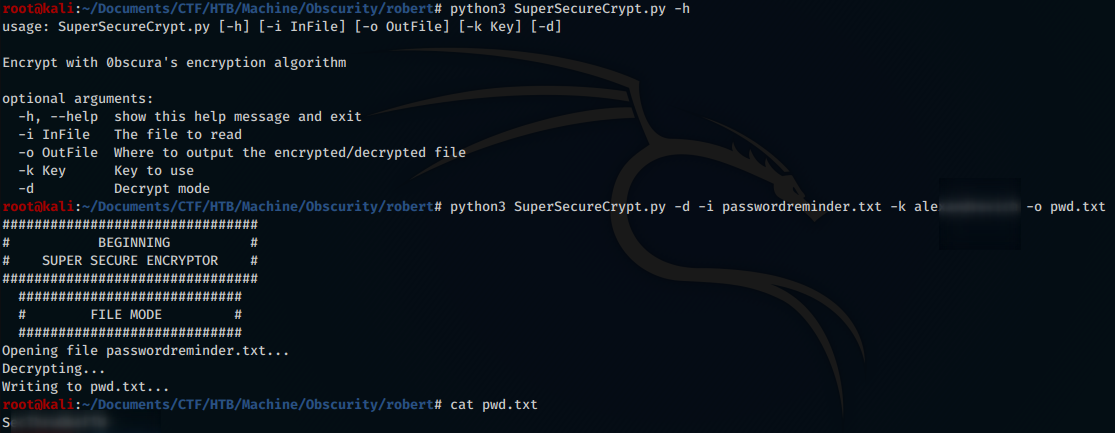 root@kali:~/Documents/CTF/HTB/Machine/Obscurity/robert# python3 SuperSecureCrypt.py -h
usage: SuperSecureCrypt.py [-h] [-i InFile] [-o OutFile] [-k Key] [-d]
Encrypt with 0bscura's encryption algorithm
optional arguments:
-h, --help show this help message and exit
-i InFile The file to read
-o OutFile Where to output the encrypted/decrypted file
-k Key Key to use
-d Decrypt mode
root@kali:~/Documents/CTF/HTB/Machine/Obscurity/robert# python3 SuperSecureCrypt.py -d -i passwordreminder.txt -k -o pwd.txt
################################
# BEGINNING #
# SUPER SECURE ENCRYPTOR #
################################
############################
# FILE MODE #
############################
Opening file passwordreminder.txt...
Decrypting...
Writing to pwd.txt...
root@kali:~/Documents/CTF/HTB/Machine/Obscurity/robert# cat pwd.txt